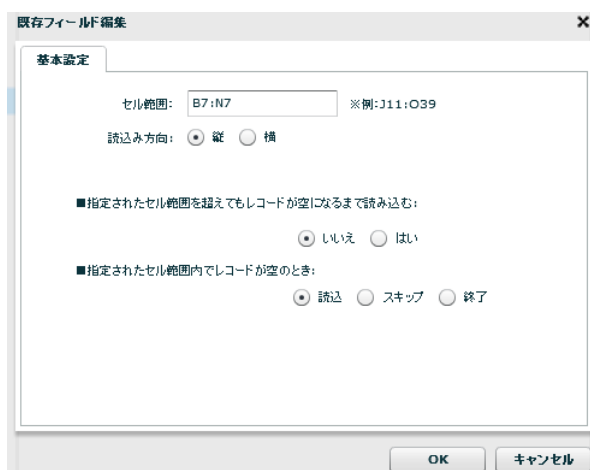 既存フィールド編集
基本設定
セル範囲: B7:N7 ※例:J11:O39
読込み方向: 縦 横
■指定されたセル範囲を超えてもレコードが空になるまで読み込む:
いいえ はい
■指定されたセル範囲内でレコードが空のとき:
読込 スキップ 終了
OK キャンセル